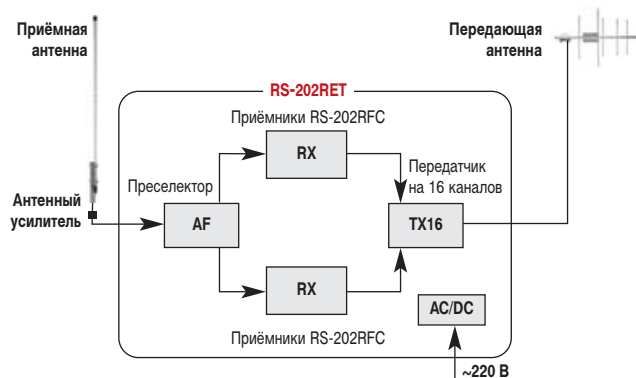 Приёмная
антенна
Передающая
антенна
RS-202RET
Приёмники RS-202RFC
RX
Преселектор
Передатчик
на 16 каналов
Антенный
усилитель
AF
TX16
RX
AC/DC
Приёмники RS-202RFC
~220 В